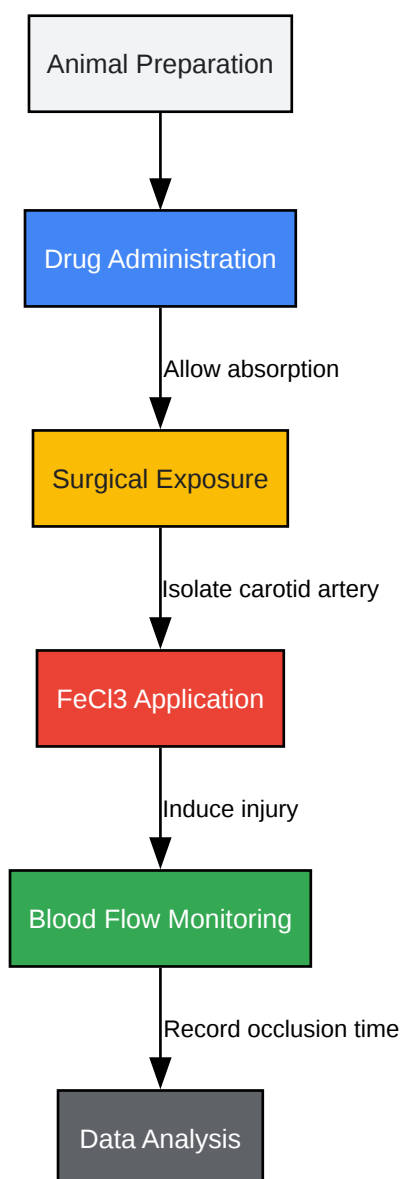 Animal Preparation
Drug Administration
Allow absorption
Surgical Exposure
Isolate carotid artery
FeCl3 Application
Induce injury
Blood Flow Monitoring
Record occlusion time
Data Analysis